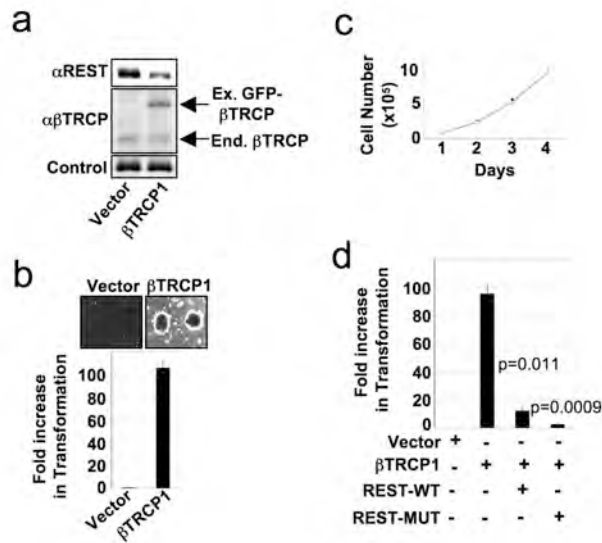 a
αREST
αβTRCP
Ex. GFP-
βTRCP
End. βTRCP
Control
Vector
βTRCP1
b
Vector βTRCP1
Fold increase
in Transformation
100
80
60
40
20
0
Vector
βTRCP1
c
Cell Number
(x10⁵)
10
5
0
1 2 3 4
Days
d
Fold increase
in Transformation
100
80
60
40
20
0
p=0.011
p=0.0009
Vector + - - -
βTRCP1 - + + +
REST-WT - - + -
REST-MUT - - - +